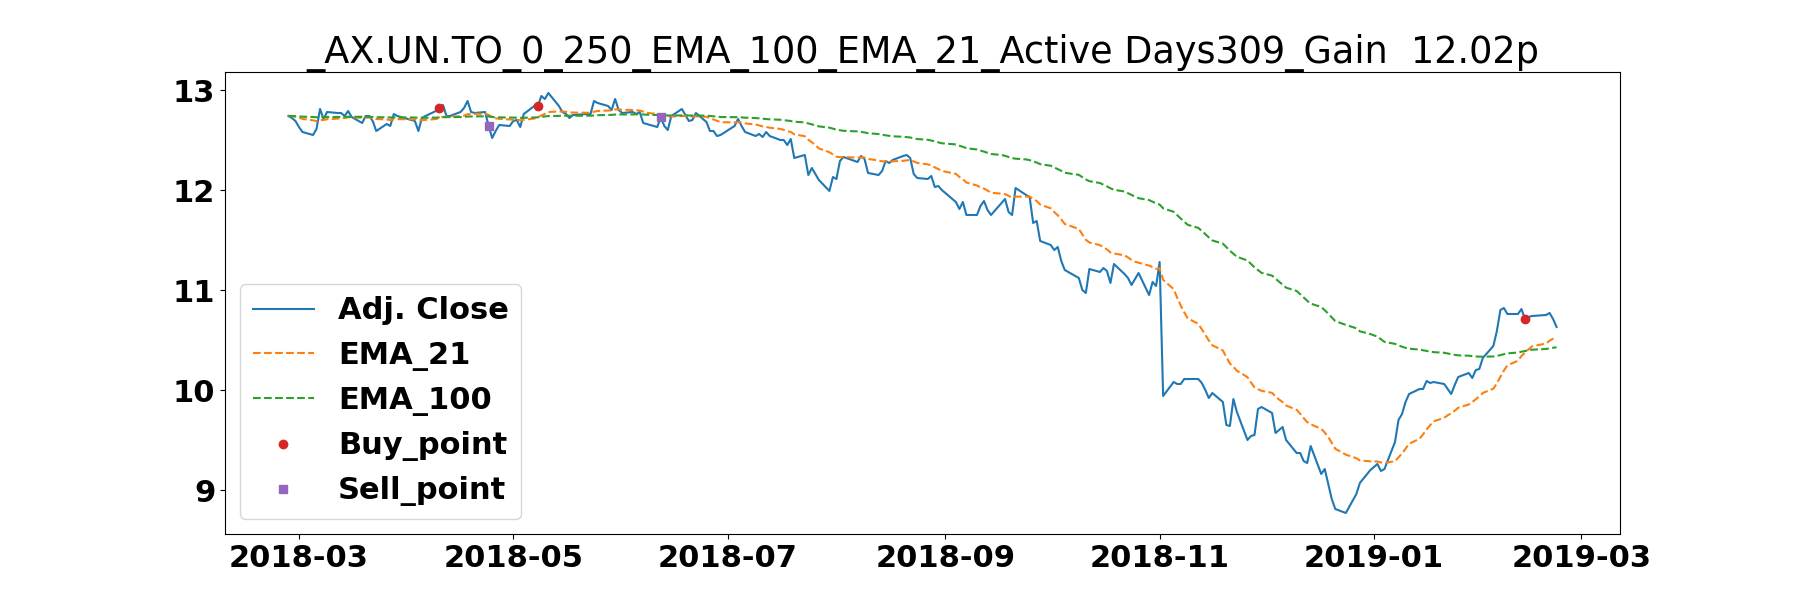 _AX.UN.TO_0_250_EMA_100_EMA_21_Active Days309_Gain  12.02p
13
12
11
10
9
Adj. Close
EMA_21
EMA_100
Buy_point
Sell_point
2018-03 2018-05 2018-07 2018-09 2018-11 2019-01 2019-03